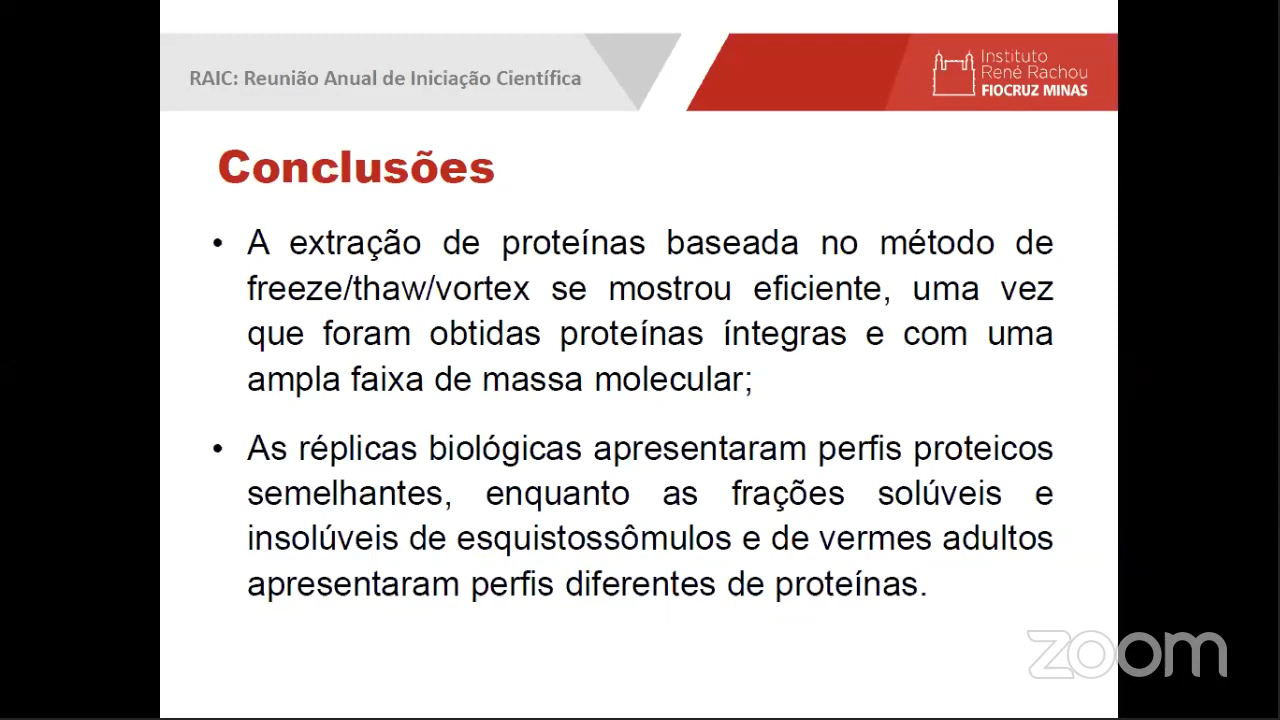 RAIC: Reunião Anual de Iniciação Científica
Instituto
René Rachou
FIOCRUZ MINAS
Conclusões
• A extração de proteínas baseada no método de
freeze/thaw/vortex se mostrou eficiente, uma vez
que foram obtidas proteínas íntegras e com uma
ampla faixa de massa molecular;
• As réplicas biológicas apresentaram perfis proteicos
semelhantes, enquanto as frações solúveis e
insolúveis de esquistossômulos e de vermes adultos
apresentaram perfis diferentes de proteínas.
zoom